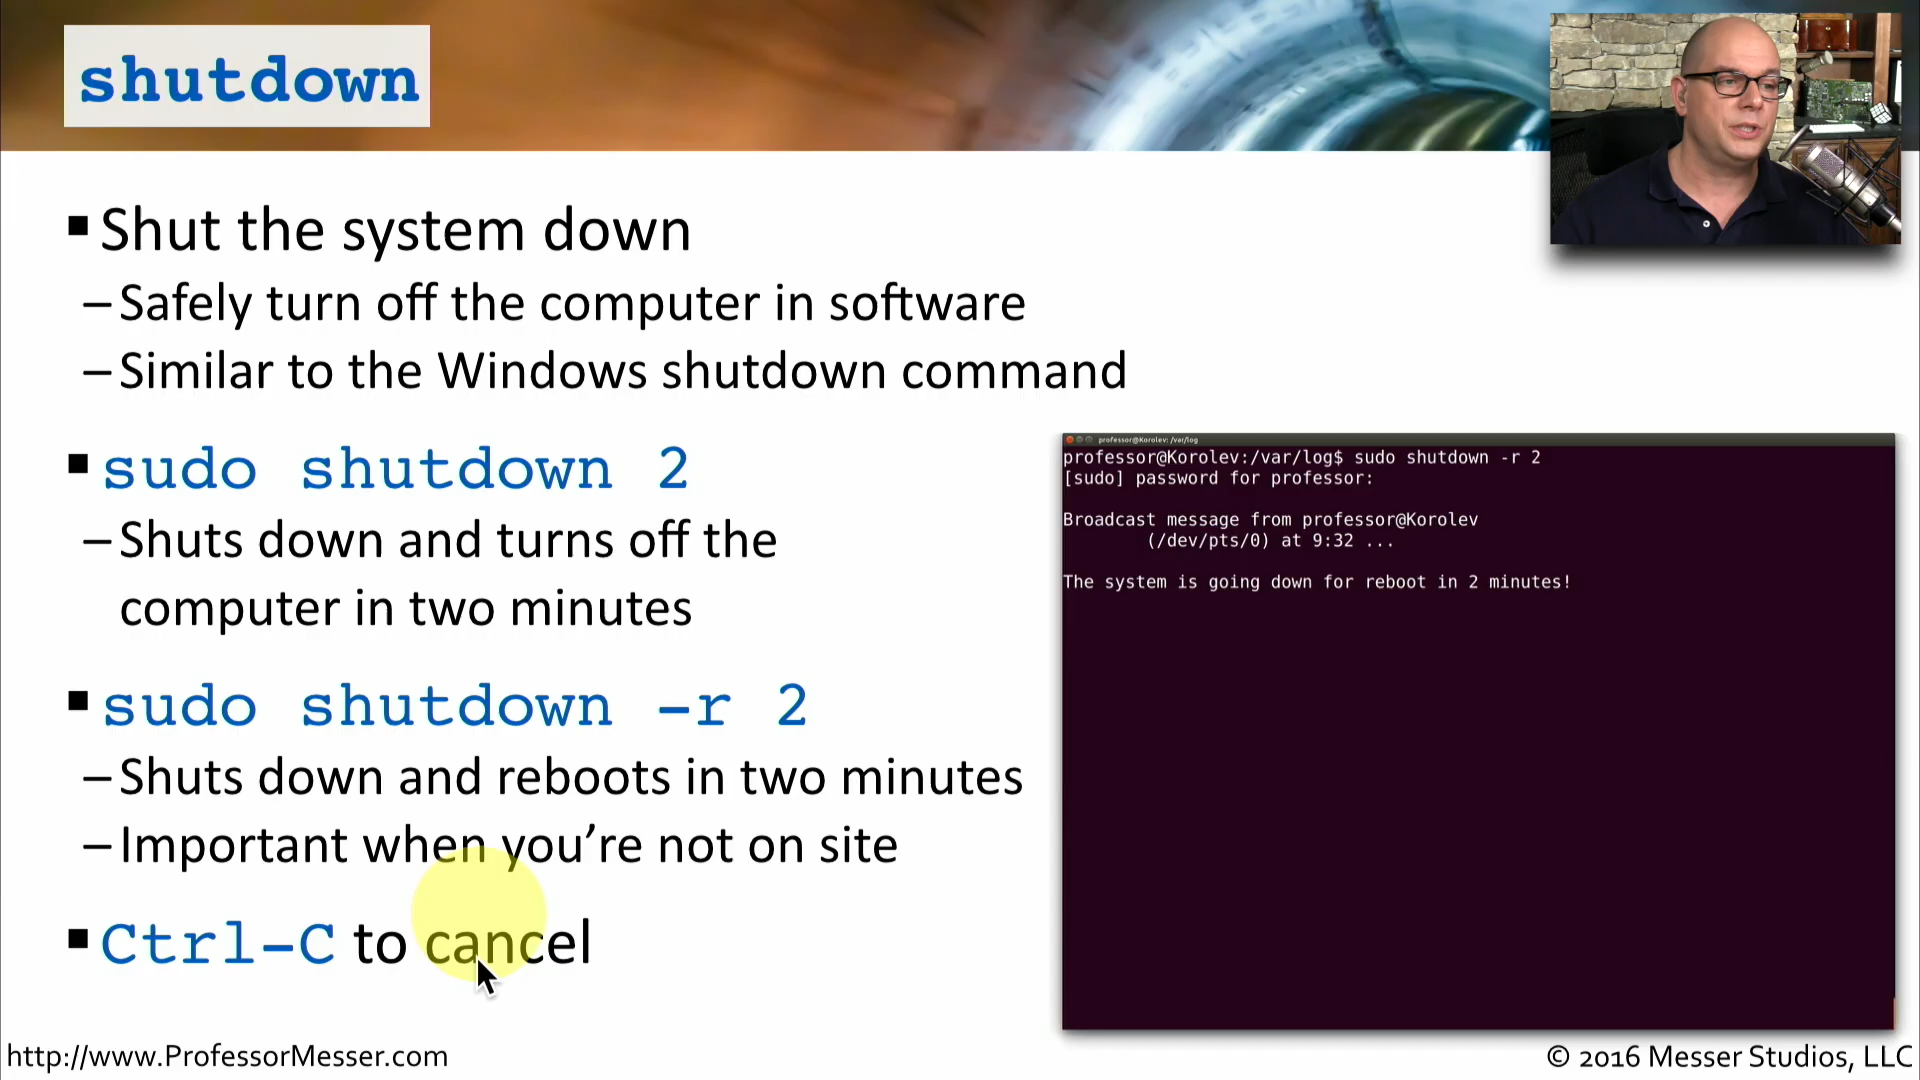 shutdown
Shut the system down
–Safely turn off the computer in software
–Similar to the Windows shutdown command
sudo shutdown 2
–Shuts down and turns off the
computer in two minutes
sudo shutdown -r 2
–Shuts down and reboots in two minutes
–Important when you're not on site
Ctrl-C to cancel
professor@Korolev: /var/log
professor@Korolev:/var/log$ sudo shutdown -r 2
[sudo] password for professor:
Broadcast message from professor@Korolev
(/dev/pts/0) at 9:32 ...
The system is going down for reboot in 2 minutes!
http://www.ProfessorMesser.com
© 2016 Messer Studios, LLC